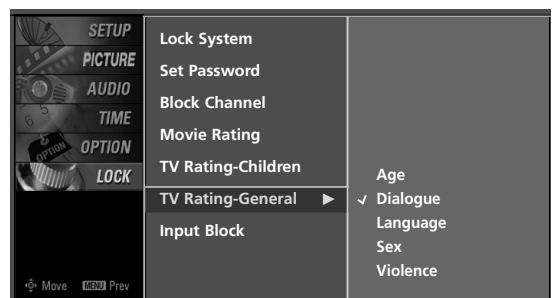 SETUP
PICTURE
AUDIO
TIME
OPTION
LOCK
Move MENU Prev
Lock System
Set Password
Block Channel
Movie Rating
TV Rating-Children
TV Rating-General ►
Input Block
Age
✓ Dialogue
Language
Sex
Violence